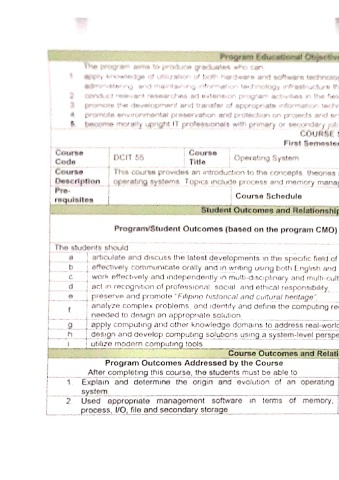 Program Educational Objective
The program aims to produce graduates who can
1 apply knowledge of utilization of both hardware and software technolog
administering and maintaining information technology infrastructure th
2 conduct relevant researches ad extension program activities in the fiel
3 promote the development and transfer of appropriate information tech
4 promote environmental preservation and protection on projects and
5. become morally upright IT professionals with primary or secondary
COURSE
First Semester
Course Code DCIT 55 Course Title Operating System
Course Description This course provides an introduction to the concepts, theories
operating systems. Topics include process and memory mana
Pre-requisites Course Schedule
Student Outcomes and Relationship
Program/Student Outcomes (based on the program CMO)
The students should
a articulate and discuss the latest developments in the specific field of
b effectively communicate orally and in writing using both English and
c work effectively and independently in multi-disciplinary and multi-cult
d act in recognition of professional, social, and ethical responsibility,
e preserve and promote "Filipino historical and cultural heritage"
f analyze complex problems, and identify and define the computing re
needed to design an appropriate solution
g apply computing and other knowledge domains to address real-world
h design and develop computing solutions using a system-level perspe
i utilize modern computing tools
Course Outcomes and Relati
Program Outcomes Addressed by the Course
After completing this course, the students must be able to
1. Explain and determine the origin and evolution of an operating
system.
2. Used appropriate management software in terms of memory,
process, I/O, file and secondary storage